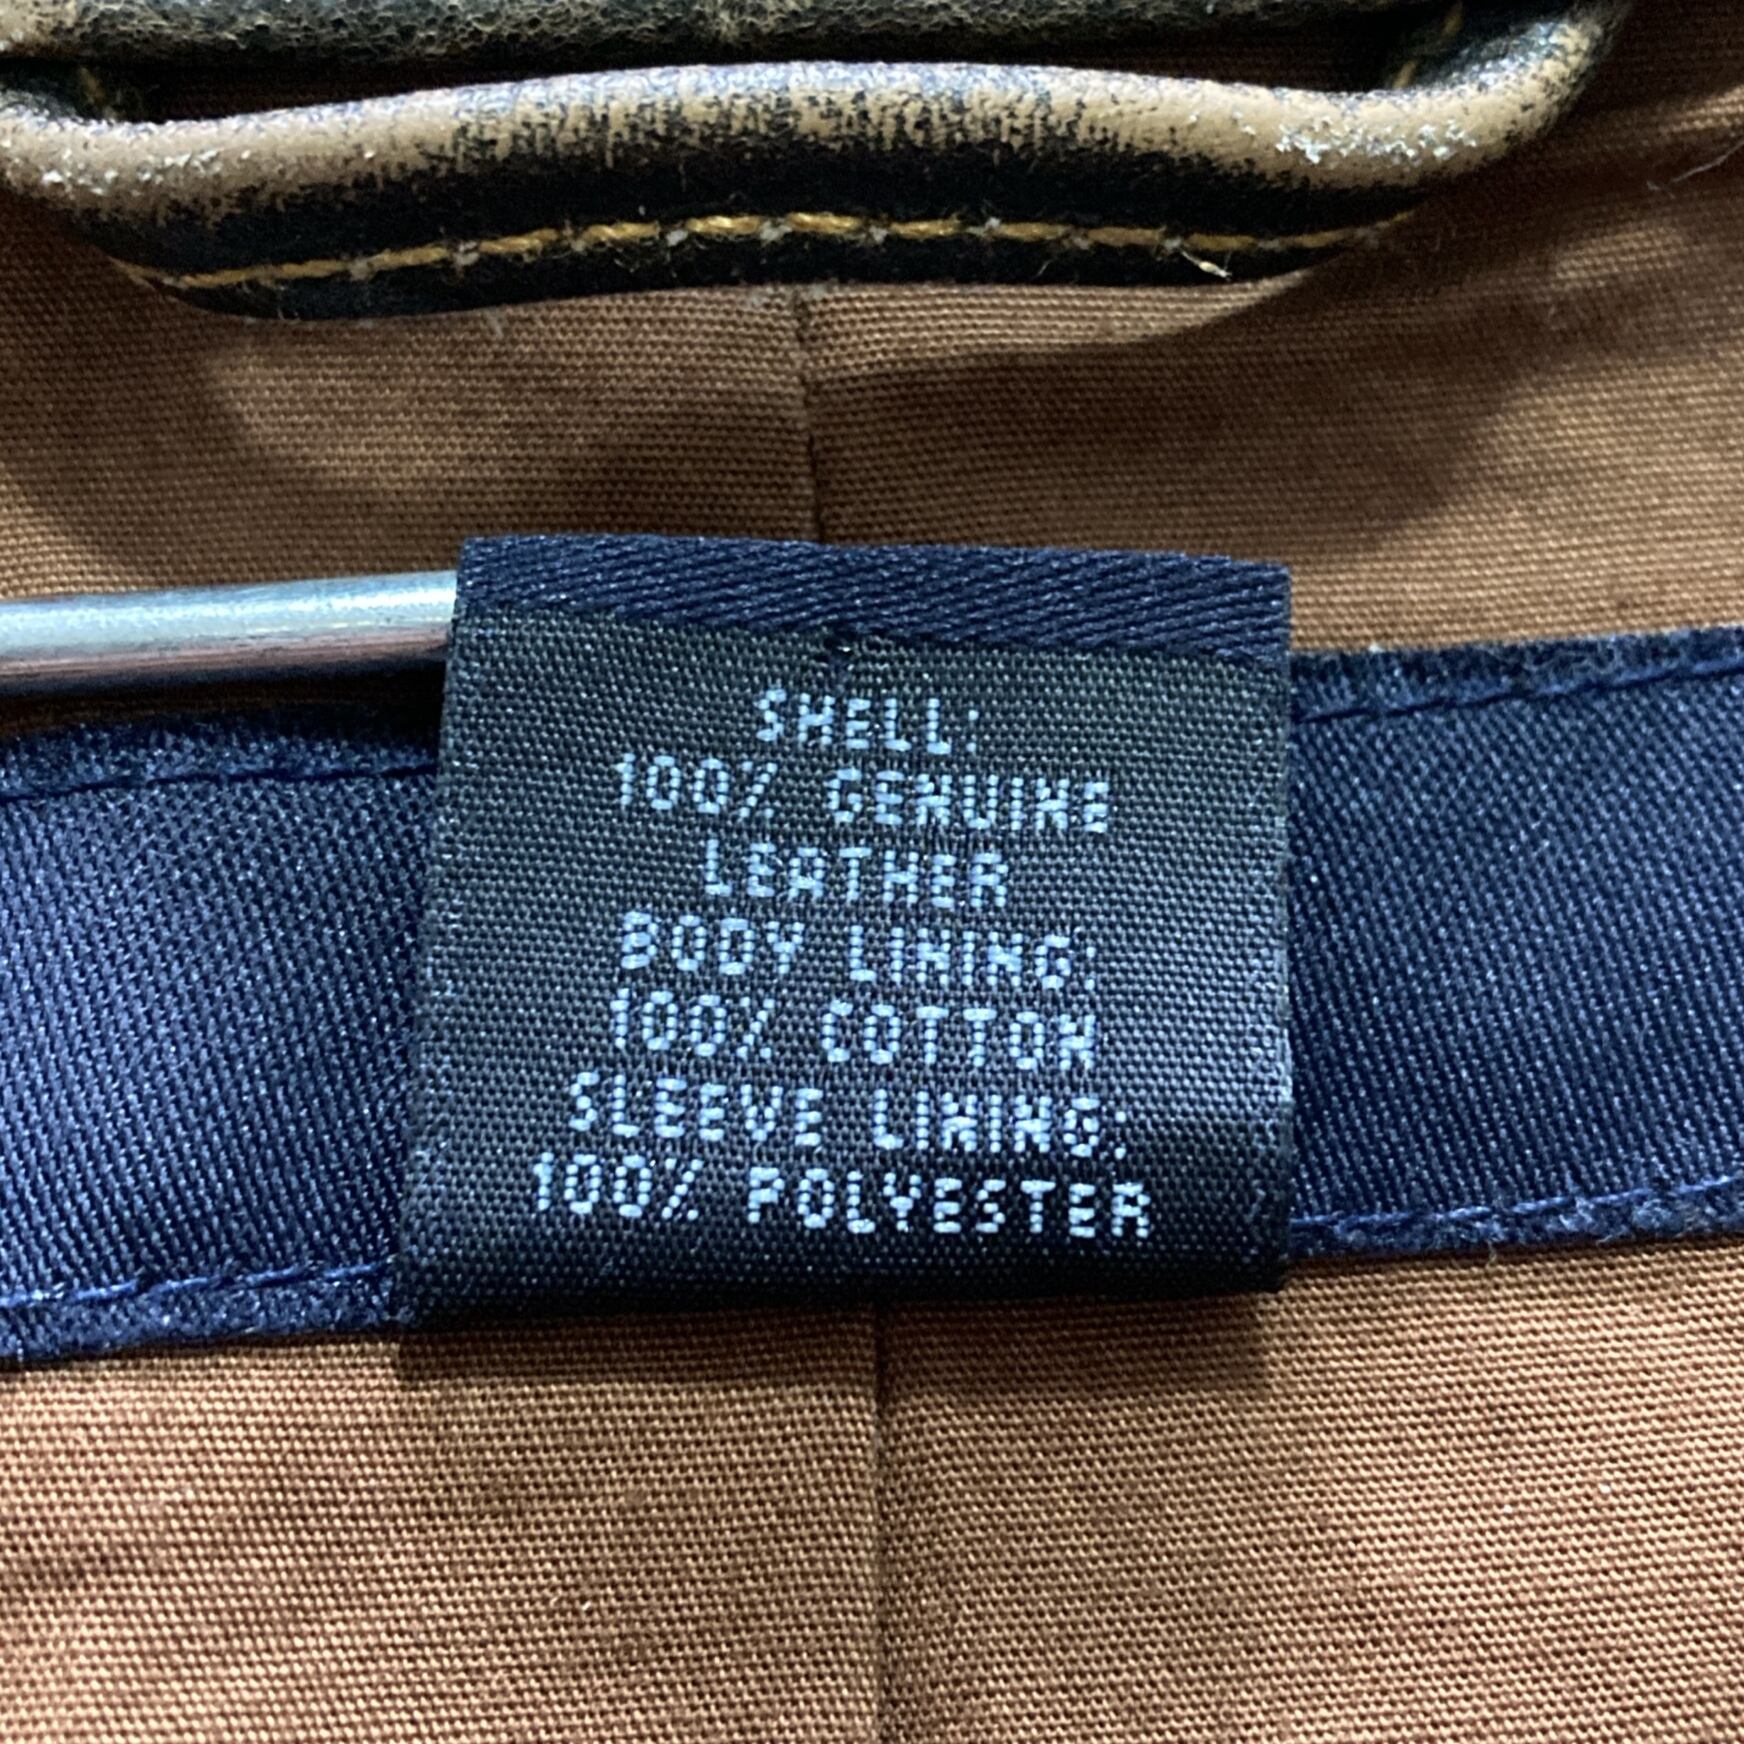 SHELL:
100% GENUINE
LEATHER
BODY LINING:
100% COTTON
SLEEVE LINING:
100% POLYESTER